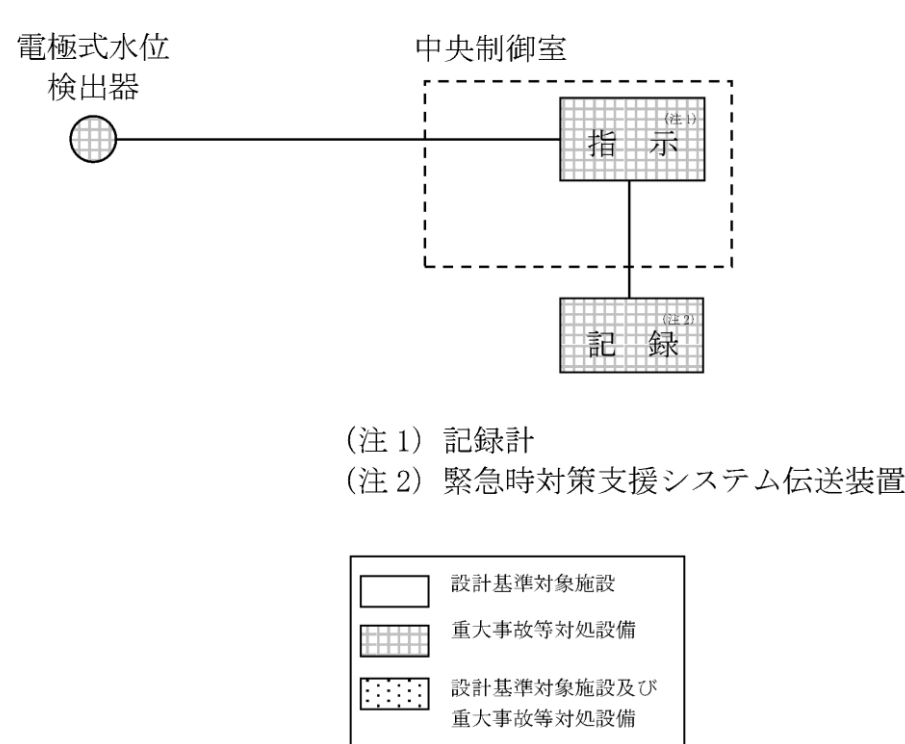 電極式水位
検出器
中央制御室
指 示(注1)
記 録(注2)
(注1) 記録計
(注2) 緊急時対策支援システム伝送装置
設計基準対象施設
重大事故等対処設備
設計基準対象施設及び
重大事故等対処設備